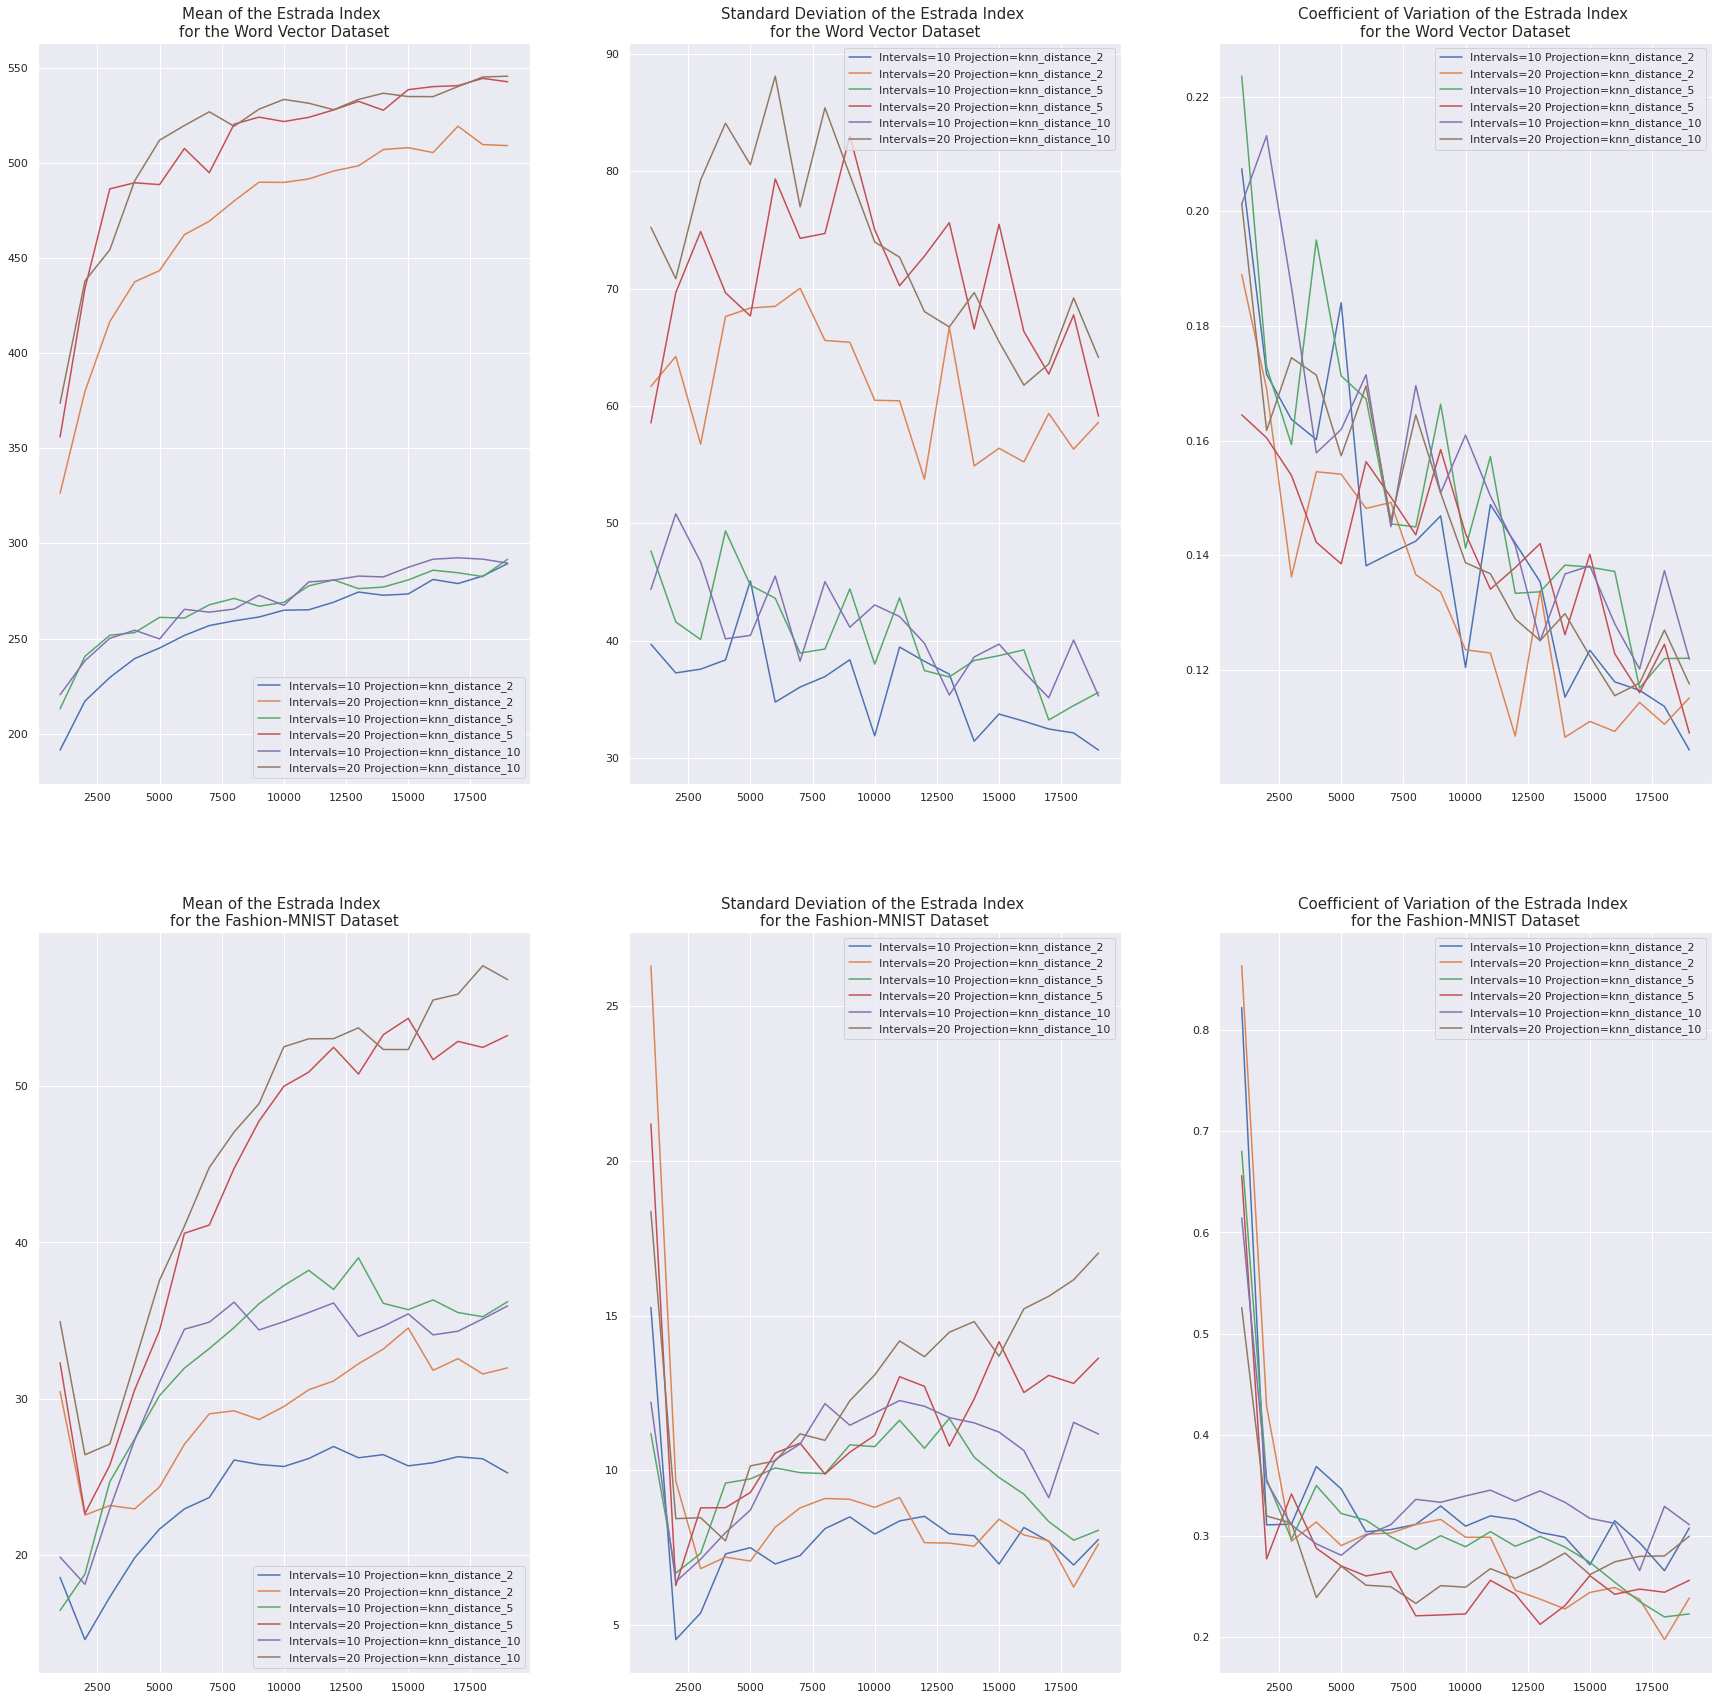 Mean of the Estrada Index
for the Word Vector Dataset
550
500
450
400
350
300
250
200
2500
5000
7500
10000
12500
15000
17500
Intervals=10 Projection=knn_distance_2
Intervals=20 Projection=knn_distance_2
Intervals=10 Projection=knn_distance_5
Intervals=20 Projection=knn_distance_5
Intervals=10 Projection=knn_distance_10
Intervals=20 Projection=knn_distance_10
Standard Deviation of the Estrada Index
for the Word Vector Dataset
90
80
70
60
50
40
30
2500
5000
7500
10000
12500
15000
17500
Intervals=10 Projection=knn_distance_2
Intervals=20 Projection=knn_distance_2
Intervals=10 Projection=knn_distance_5
Intervals=20 Projection=knn_distance_5
Intervals=10 Projection=knn_distance_10
Intervals=20 Projection=knn_distance_10
Coefficient of Variation of the Estrada Index
for the Word Vector Dataset
0.22
0.20
0.18
0.16
0.14
0.12
2500
5000
7500
10000
12500
15000
17500
Intervals=10 Projection=knn_distance_2
Intervals=20 Projection=knn_distance_2
Intervals=10 Projection=knn_distance_5
Intervals=20 Projection=knn_distance_5
Intervals=10 Projection=knn_distance_10
Intervals=20 Projection=knn_distance_10
Mean of the Estrada Index
for the Fashion-MNIST Dataset
50
40
30
20
2500
5000
7500
10000
12500
15000
17500
Intervals=10 Projection=knn_distance_2
Intervals=20 Projection=knn_distance_2
Intervals=10 Projection=knn_distance_5
Intervals=20 Projection=knn_distance_5
Intervals=10 Projection=knn_distance_10
Intervals=20 Projection=knn_distance_10
Standard Deviation of the Estrada Index
for the Fashion-MNIST Dataset
25
20
15
10
5
2500
5000
7500
10000
12500
15000
17500
Intervals=10 Projection=knn_distance_2
Intervals=20 Projection=knn_distance_2
Intervals=10 Projection=knn_distance_5
Intervals=20 Projection=knn_distance_5
Intervals=10 Projection=knn_distance_10
Intervals=20 Projection=knn_distance_10
Coefficient of Variation of the Estrada Index
for the Fashion-MNIST Dataset
0.8
0.7
0.6
0.5
0.4
0.3
0.2
2500
5000
7500
10000
12500
15000
17500
Intervals=10 Projection=knn_distance_2
Intervals=20 Projection=knn_distance_2
Intervals=10 Projection=knn_distance_5
Intervals=20 Projection=knn_distance_5
Intervals=10 Projection=knn_distance_10
Intervals=20 Projection=knn_distance_10